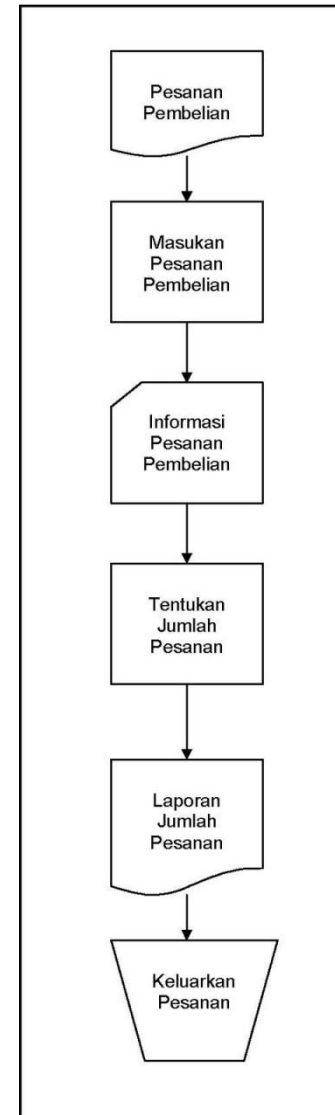 Pesanan
Pembelian
Masukan
Pesanan
Pembelian
Informasi
Pesanan
Pembelian
Tentukan
Jumlah
Pesanan
Laporan
Jumlah
Pesanan
Keluarkan
Pesanan